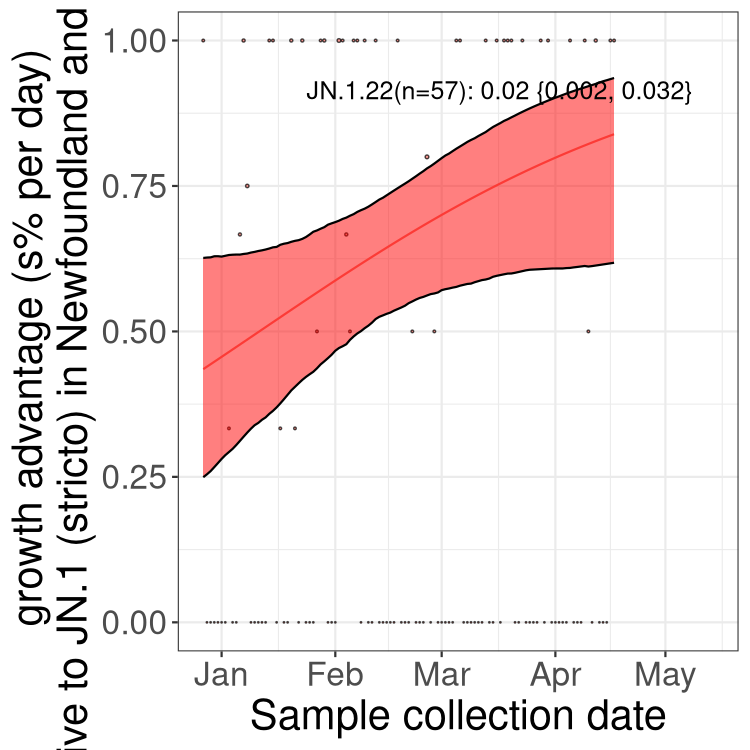 growth advantage (s% per day)
ive to JN.1 (stricto) in Newfoundland and
1.00
0.75
0.50
0.25
0.00
JN.1.22(n=57): 0.02 {0.002, 0.032}
Jan Feb Mar Apr May
Sample collection date